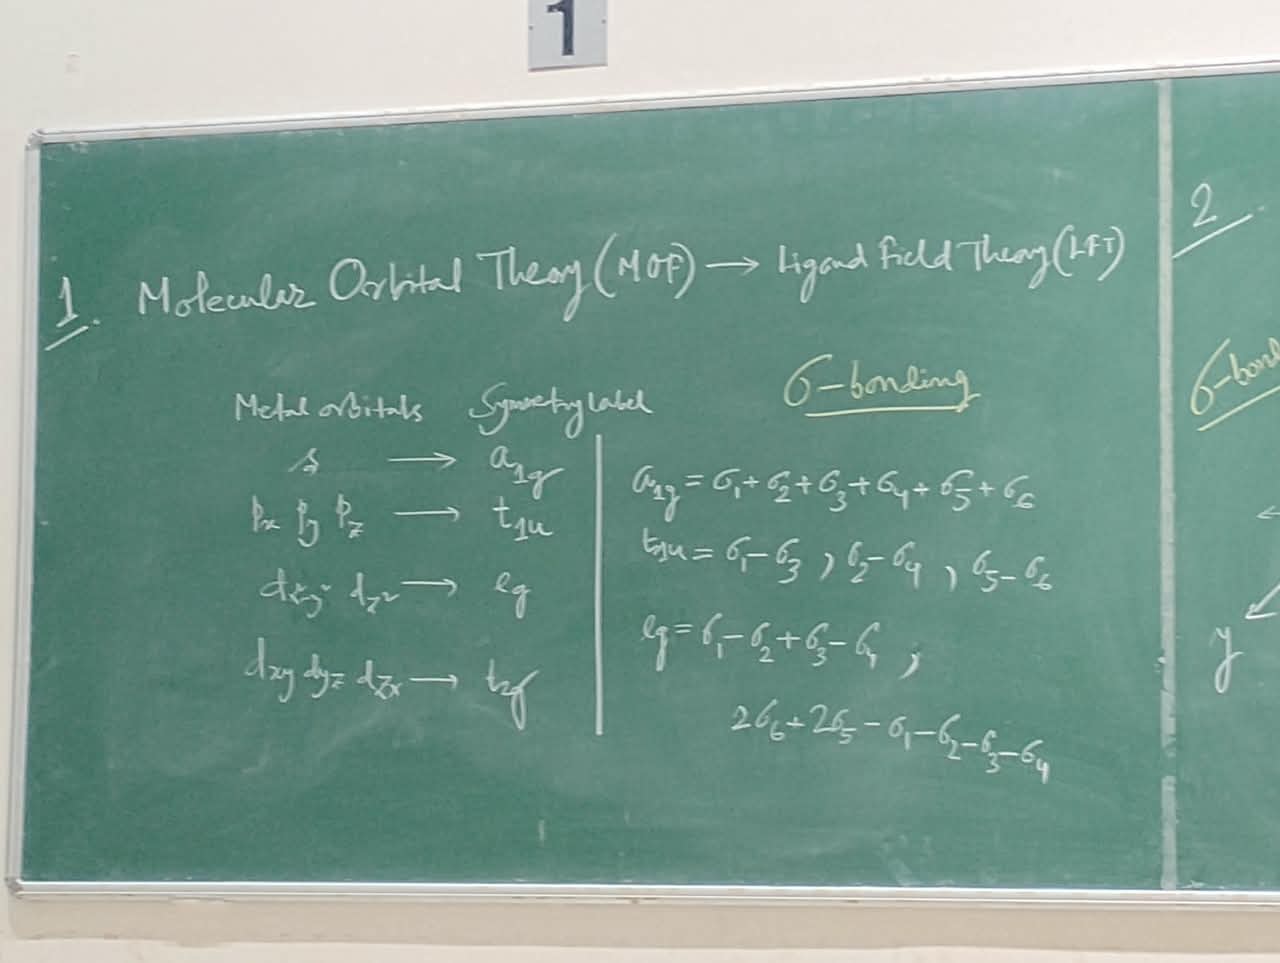 1
1. Molecular Orbital Theory (MOF) → Ligand Field Theory (LFT)
Metal orbitals Symmetry label
s → a₁g
px py pz → t₁u
dx²-y² dz² → eg
dxy dyz dzx → t₂g
σ-bonding
a₁g = σ₁ + σ₂ + σ₃ + σ₄ + σ₅ + σ₆
t₁u = σ₁ - σ₃ , σ₂ - σ₄ , σ₅ - σ₆
eg = σ₁ - σ₂ + σ₃ - σ₄ ,
2σ₆ + 2σ₅ - σ₁ - σ₂ - σ₃ - σ₄
2.
y